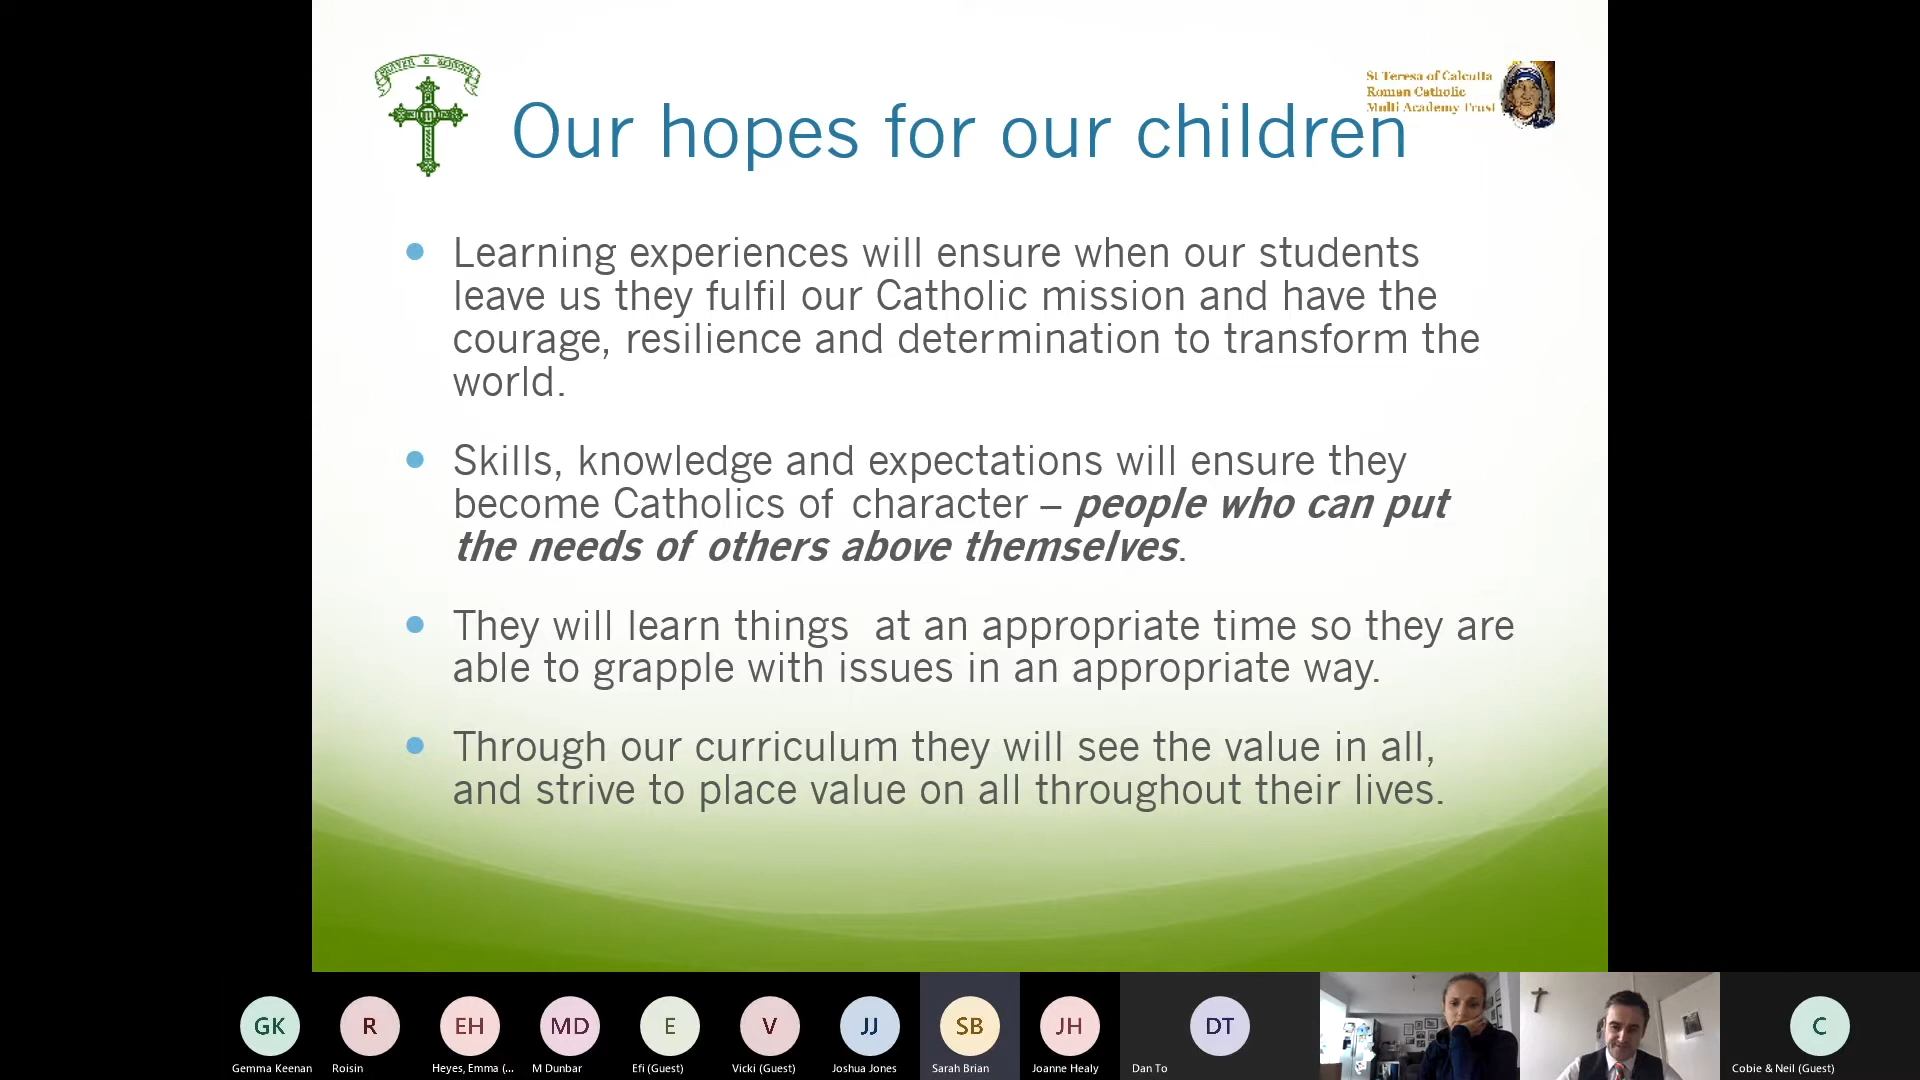 PRAYER & SERVICE
St Teresa of Calcutta
Roman Catholic
Multi Academy Trust
Our hopes for our children
Learning experiences will ensure when our students
leave us they fulfil our Catholic mission and have the
courage, resilience and determination to transform the
world.
Skills, knowledge and expectations will ensure they
become Catholics of character – people who can put
the needs of others above themselves.
They will learn things at an appropriate time so they are
able to grapple with issues in an appropriate way.
Through our curriculum they will see the value in all,
and strive to place value on all throughout their lives.
GK
R
EH
MD
E
V
JJ
SB
JH
DT
C
Gemma Keenan
Roisin
Heyes, Emma (...
M Dunbar
Efi (Guest)
Vicki (Guest)
Joshua Jones
Sarah Brian
Joanne Healy
Dan To
Cobie & Neil (Guest)